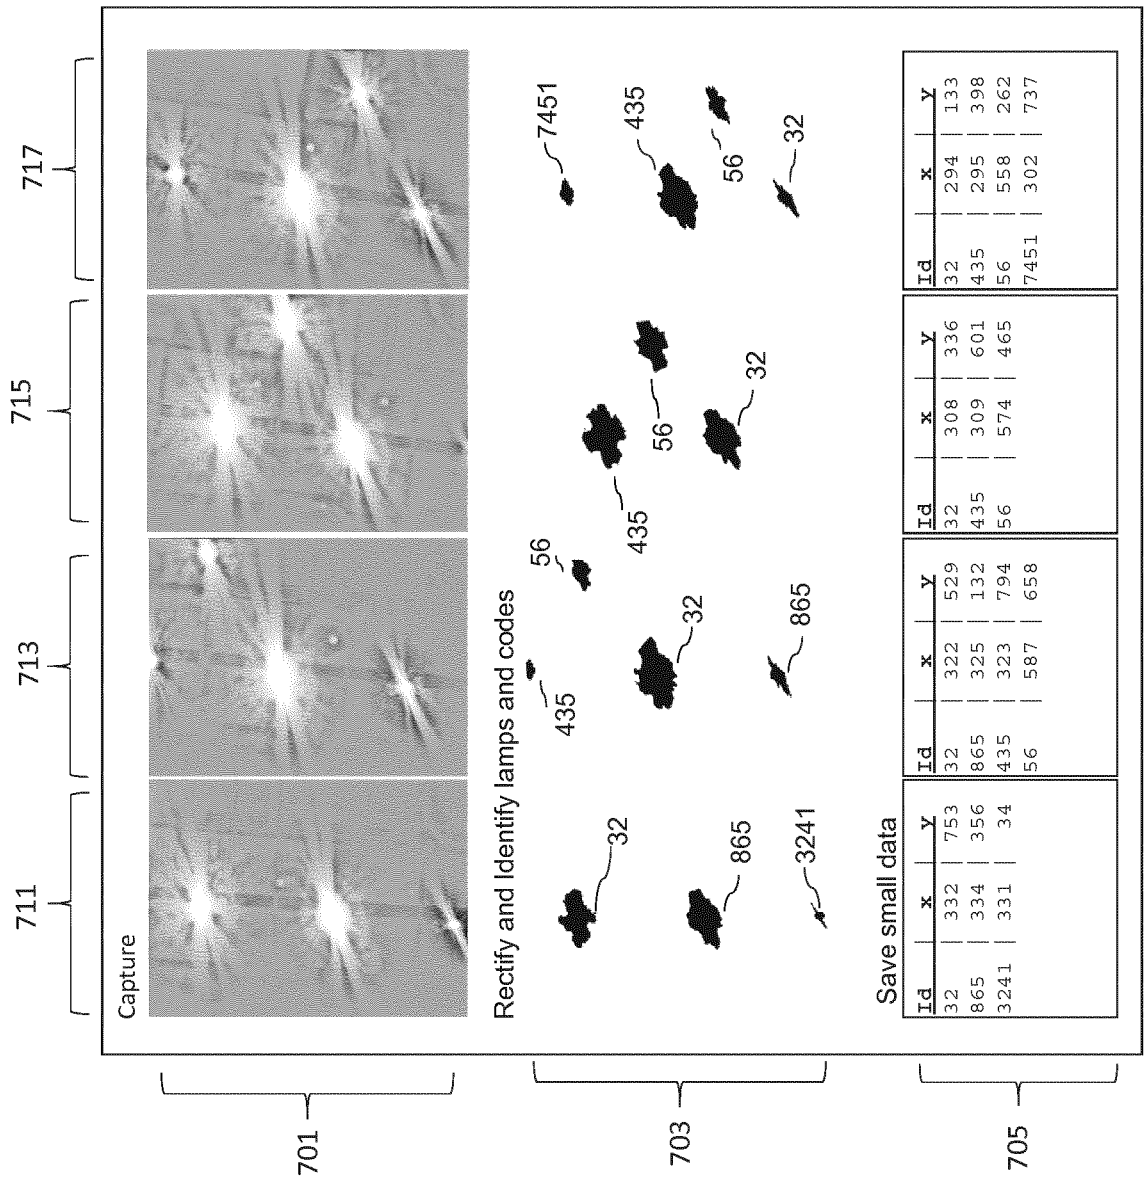 711 713 715 717
Capture
701
Rectify and Identify lamps and codes
703
32
865
3241
435
56
32
865
435
56
32
7451
435
56
32
Save small data
705
Id | x | y
32 | 332 | 753
865 | 334 | 356
3241 | 331 | 34
Id | x | y
32 | 322 | 529
865 | 325 | 132
435 | 323 | 794
56 | 587 | 658
Id | x | y
32 | 308 | 336
435 | 309 | 601
56 | 574 | 465
Id | x | y
32 | 294 | 133
435 | 295 | 398
56 | 558 | 262
7451 | 302 | 737